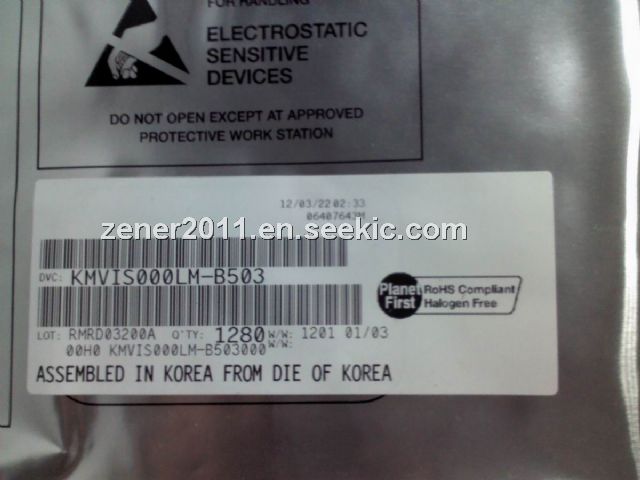 FOR HANDLING
ELECTROSTATIC
SENSITIVE
DEVICES
DO NOT OPEN EXCEPT AT APPROVED
PROTECTIVE WORK STATION
12/03/22 02:33
zener2011.en.seekic.com
DVC: KMVIS000LM-B503
Planet First RoHS Compliant
Halogen Free
LOT: RMRD03200A Q'TY: 1280 W/W: 1201 01/03
00H0 KMVIS000LM-B503000 W/W:
ASSEMBLED IN KOREA FROM DIE OF KOREA